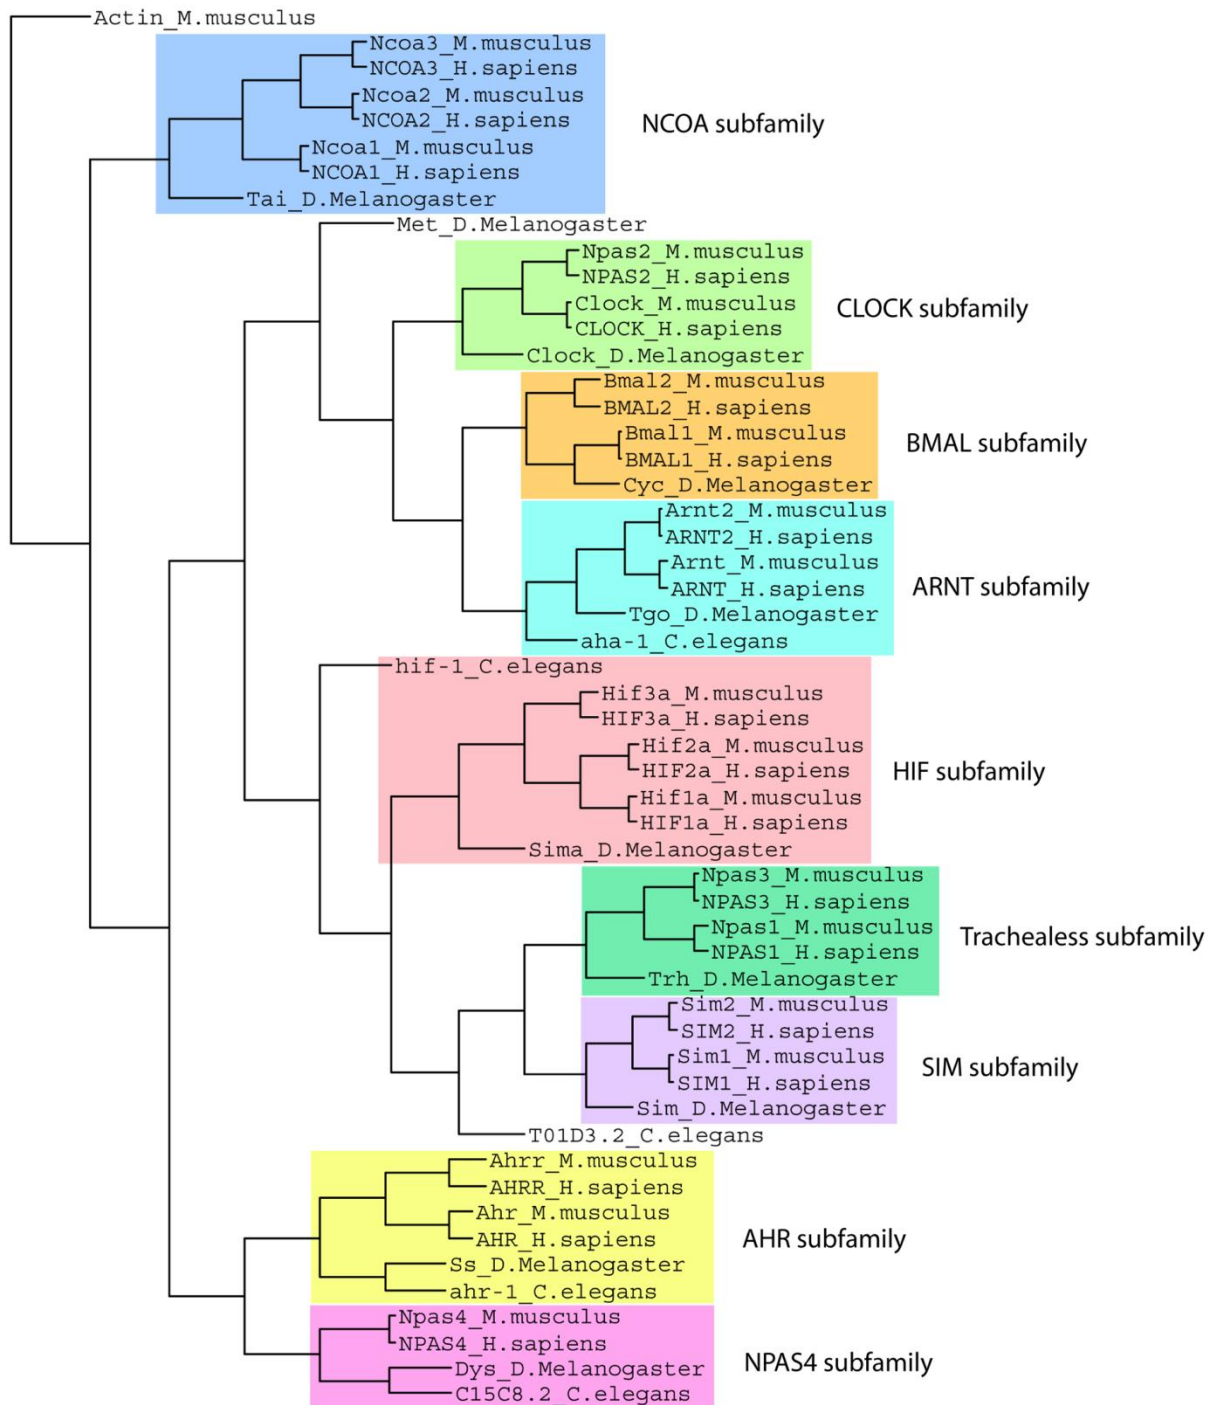 Actin_M.musculus
Ncoa3_M.musculus
NCOA3_H.sapiens
Ncoa2_M.musculus
NCOA2_H.sapiens
NCOA subfamily
Ncoa1_M.musculus
NCOA1_H.sapiens
Tai_D.Melanogaster
Met_D.Melanogaster
Npas2_M.musculus
NPAS2_H.sapiens
Clock_M.musculus
CLOCK subfamily
CLOCK_H.sapiens
Clock_D.Melanogaster
Bmal2_M.musculus
BMAL2_H.sapiens
Bmal1_M.musculus
BMAL subfamily
BMAL1_H.sapiens
Cyc_D.Melanogaster
Arnt2_M.musculus
ARNT2_H.sapiens
Arnt_M.musculus
ARNT_H.sapiens
ARNT subfamily
Tgo_D.Melanogaster
aha-1_C.elegans
hif-1_C.elegans
Hif3a_M.musculus
HIF3a_H.sapiens
Hif2a_M.musculus
HIF2a_H.sapiens
HIF subfamily
Hif1a_M.musculus
HIF1a_H.sapiens
Sima_D.Melanogaster
Npas3_M.musculus
NPAS3_H.sapiens
Npas1_M.musculus
Trachealess subfamily
NPAS1_H.sapiens
Trh_D.Melanogaster
Sim2_M.musculus
SIM2_H.sapiens
Sim1_M.musculus
SIM subfamily
SIM1_H.sapiens
Sim_D.Melanogaster
T01D3.2_C.elegans
Ahrr_M.musculus
AHRR_H.sapiens
Ahr_M.musculus
AHR_H.sapiens
AHR subfamily
Ss_D.Melanogaster
ahr-1_C.elegans
Npas4_M.musculus
NPAS4_H.sapiens
NPAS4 subfamily
Dys_D.Melanogaster
C15C8.2_C.elegans